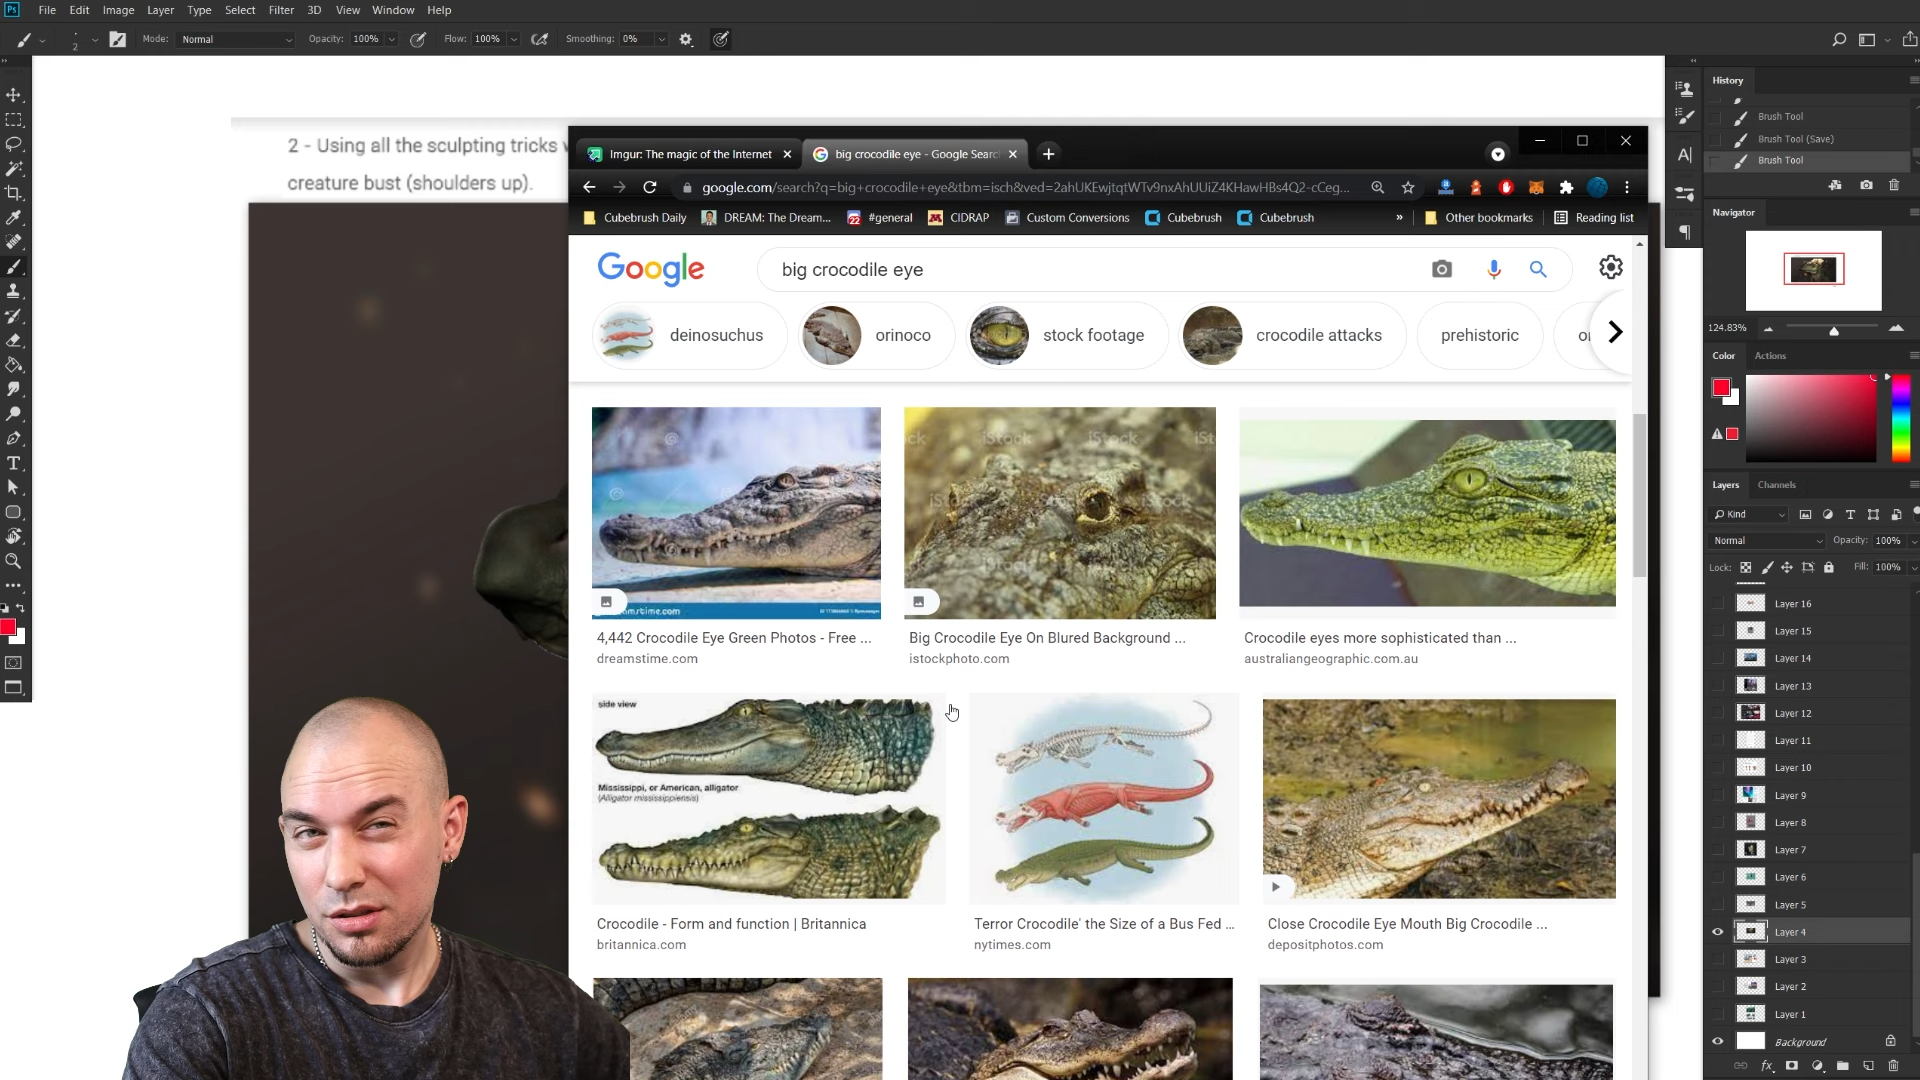 Ps File Edit Image Layer Type Select Filter 3D View Window Help
2 Mode: Normal Opacity: 100% Flow: 100% Smoothing: 0%
2 - Using all the sculpting tricks
creature bust (shoulders up).
Imgur: The magic of the Internet
big crocodile eye - Google Searc
google.com/search?q=big+crocodile+eye&tbm=isch&ved=2ahUKEwjtqtWTv9nxAhUUiZ4KHawHBs4Q2-cCeg...
Cubebrush Daily DREAM: The Dream... #general CIDRAP Custom Conversions Cubebrush Cubebrush » Other bookmarks Reading list
Google big crocodile eye
deinosuchus orinoco stock footage crocodile attacks prehistoric
iStock iStock
4,442 Crocodile Eye Green Photos - Free ...
dreamstime.com
Big Crocodile Eye On Blured Background ...
istockphoto.com
Crocodile eyes more sophisticated than ...
australiangeographic.com.au
side view
Mississippi, or American, alligator
(Alligator mississippiensis)
Crocodile - Form and function | Britannica
britannica.com
Terror Crocodile' the Size of a Bus Fed ...
nytimes.com
Close Crocodile Eye Mouth Big Crocodile ...
depositphotos.com
History
Brush Tool
Brush Tool (Save)
Brush Tool
Navigator
124.83%
Color Actions
Layers Channels
Kind
Normal Opacity: 100%
Lock: Fill: 100%
Layer 16
Layer 15
Layer 14
Layer 13
Layer 12
Layer 11
Layer 10
Layer 9
Layer 8
Layer 7
Layer 6
Layer 5
Layer 4
Layer 3
Layer 2
Layer 1
Background